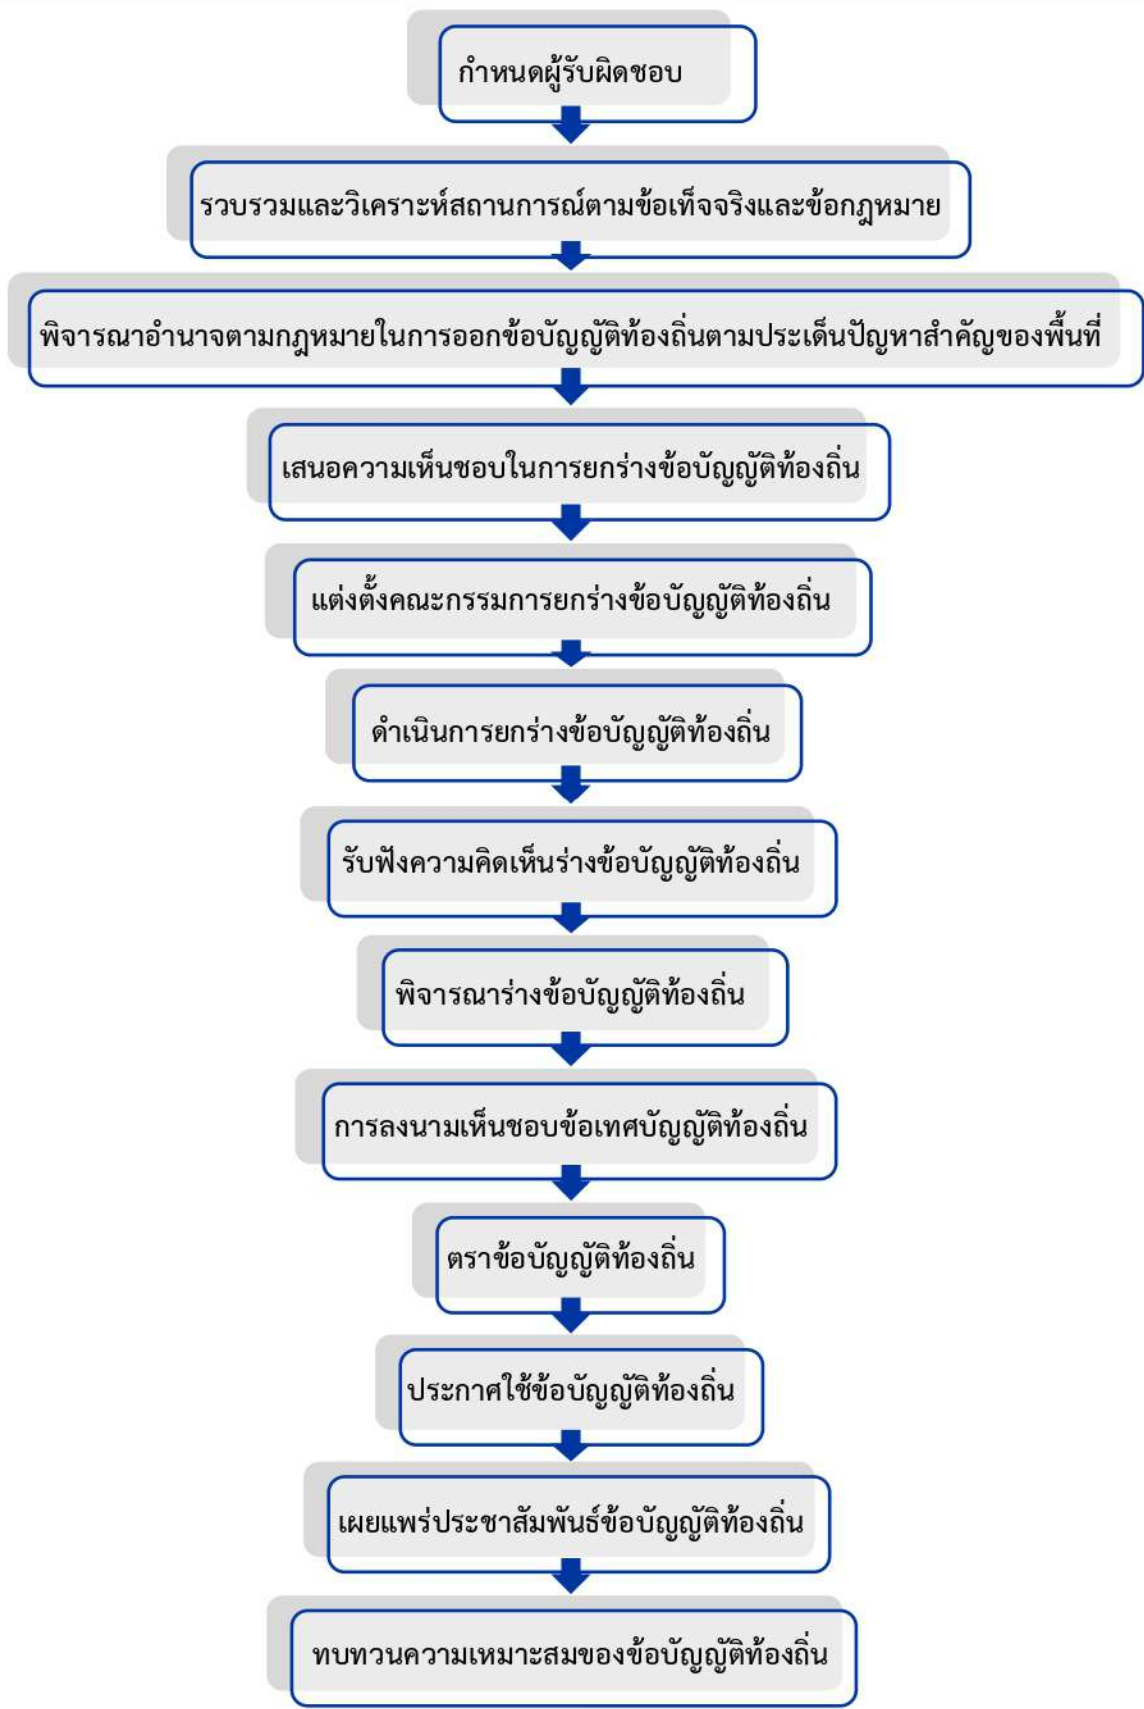 กำหนดผู้รับผิดชอบ
รวบรวมและวิเคราะห์สถานการณ์ตามข้อเท็จจริงและข้อกฎหมาย
พิจารณาอำนาจตามกฎหมายในการออกข้อบัญญัติท้องถิ่นตามประเด็นปัญหาสำคัญของพื้นที่
เสนอความเห็นชอบในการยกร่างข้อบัญญัติท้องถิ่น
แต่งตั้งคณะกรรมการยกร่างข้อบัญญัติท้องถิ่น
ดำเนินการยกร่างข้อบัญญัติท้องถิ่น
รับฟังความคิดเห็นร่างข้อบัญญัติท้องถิ่น
พิจารณาร่างข้อบัญญัติท้องถิ่น
การลงนามเห็นชอบข้อเทศบัญญัติท้องถิ่น
ตราข้อบัญญัติท้องถิ่น
ประกาศใช้ข้อบัญญัติท้องถิ่น
เผยแพร่ประชาสัมพันธ์ข้อบัญญัติท้องถิ่น
ทบทวนความเหมาะสมของข้อบัญญัติท้องถิ่น